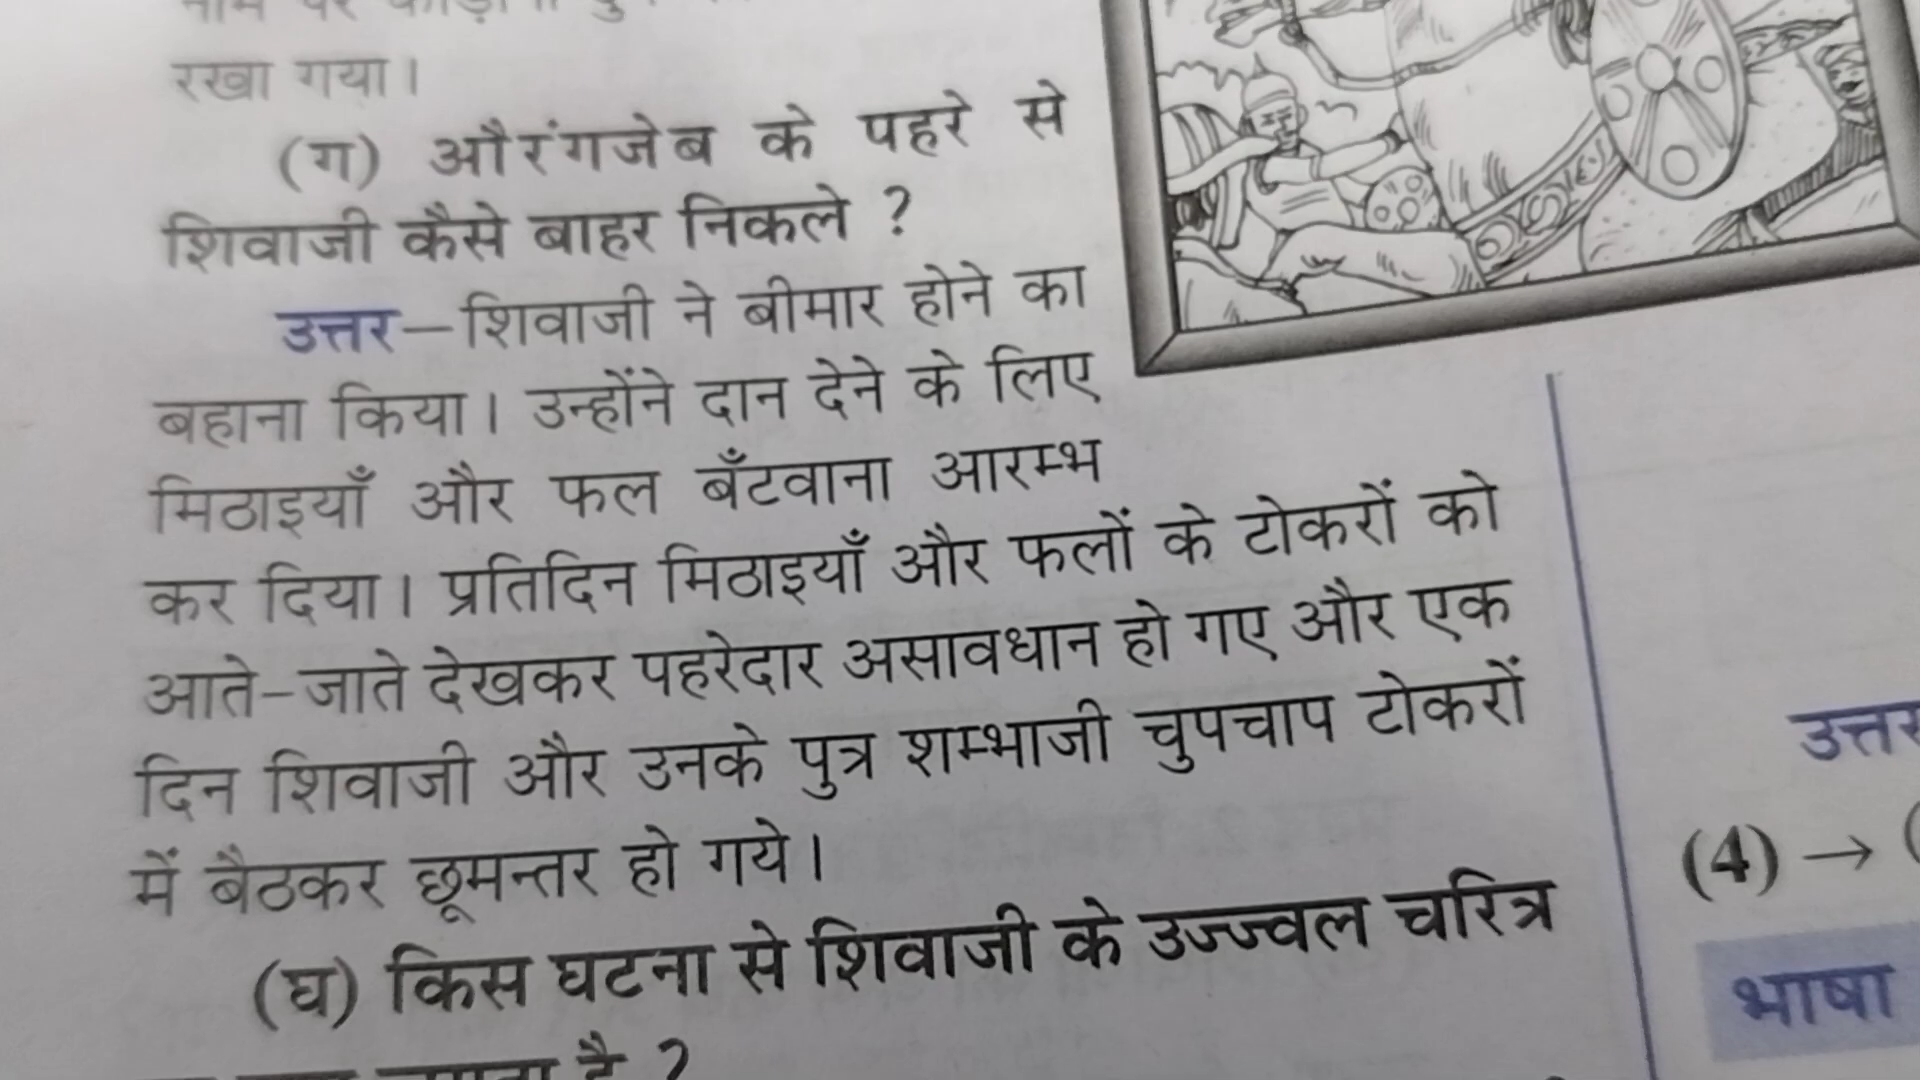 रखा गया।
(ग) औरंगजेब के पहरे से
शिवाजी कैसे बाहर निकले ?
उत्तर–शिवाजी ने बीमार होने का
बहाना किया। उन्होंने दान देने के लिए
मिठाइयाँ और फल बँटवाना आरम्भ
कर दिया। प्रतिदिन मिठाइयाँ और फलों के टोकरों को
आते-जाते देखकर पहरेदार असावधान हो गए और एक
दिन शिवाजी और उनके पुत्र शम्भाजी चुपचाप टोकरों
में बैठकर छूमन्तर हो गये।
(घ) किस घटना से शिवाजी के उज्ज्वल चरित्र
है ?
उत्तर
(4) → (
भाषा